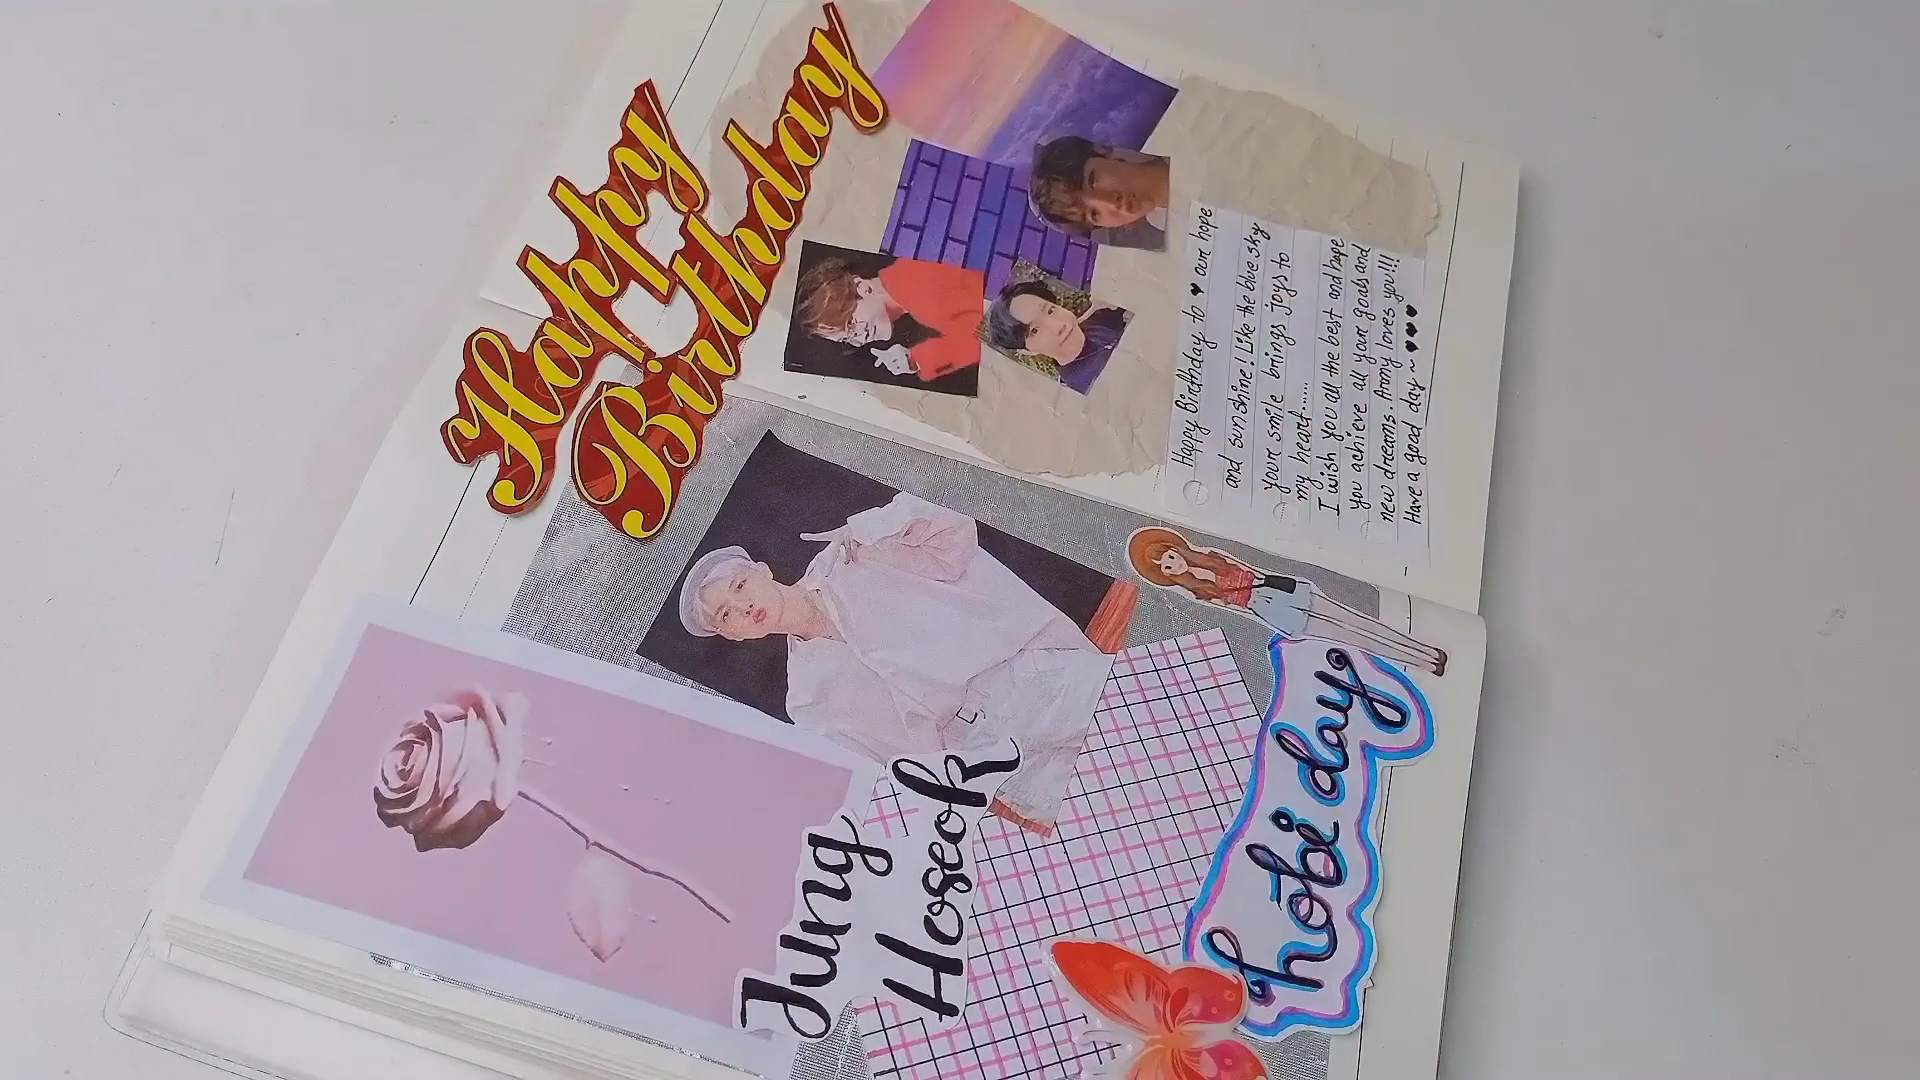 Happy
Birthday
Happy Birthday to ♥ our hope
and sunshine! Like the blue sky
your smile brings joys to
my heart.....
I wish you all the best and hope
you achieve all your goals and
new dreams. Army loves you!!!
Have a good day ~ ♥♥♥
Jung
Hoseok
hobi day